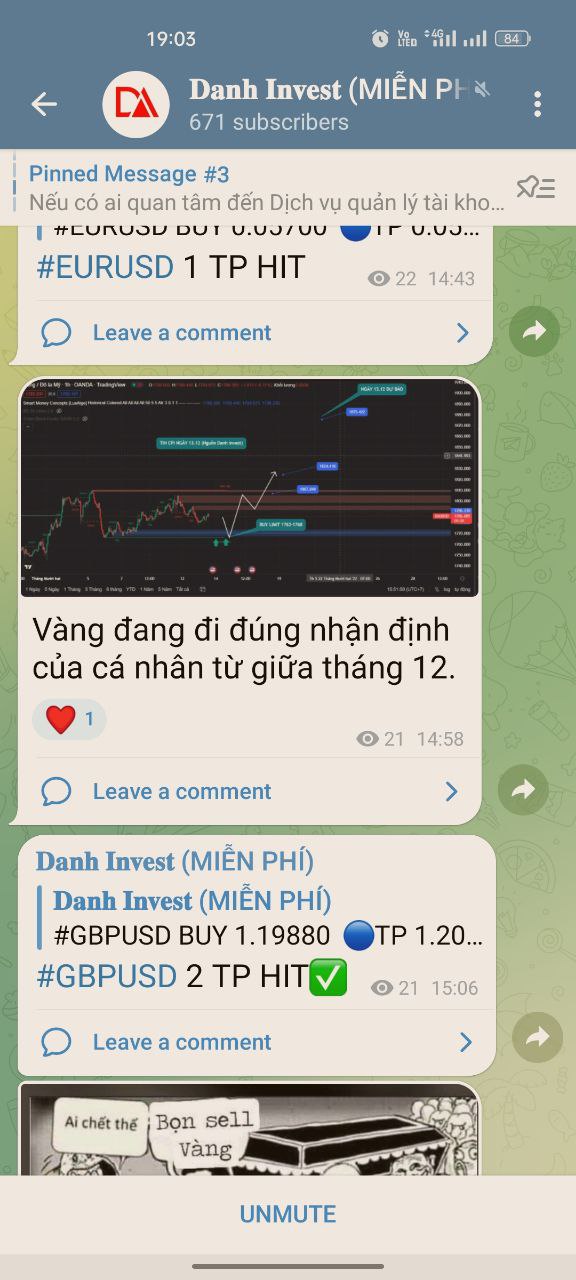 19:03
Vo LTED 4G 84
Danh Invest (MIỄN PH
671 subscribers
Pinned Message #3
Nếu có ai quan tâm đến Dịch vụ quản lý tài kho...
#EURUSD BUY 0.05700 🔵TP 0.05...
#EURUSD 1 TP HIT
22 14:43
Leave a comment
NGÀY 13.12 DỰ BÁO
TIN CPI NGÀY 13.12 (Nguồn Danh Invest)
BUY LIMIT 1762-1768
Vàng đang đi đúng nhận định
của cá nhân từ giữa tháng 12.
❤️ 1
21 14:58
Leave a comment
Danh Invest (MIỄN PHÍ)
Danh Invest (MIỄN PHÍ)
#GBPUSD BUY 1.19880 🔵TP 1.20...
#GBPUSD 2 TP HIT✅
21 15:06
Leave a comment
Ai chết thế
Bọn sell
Vàng
UNMUTE